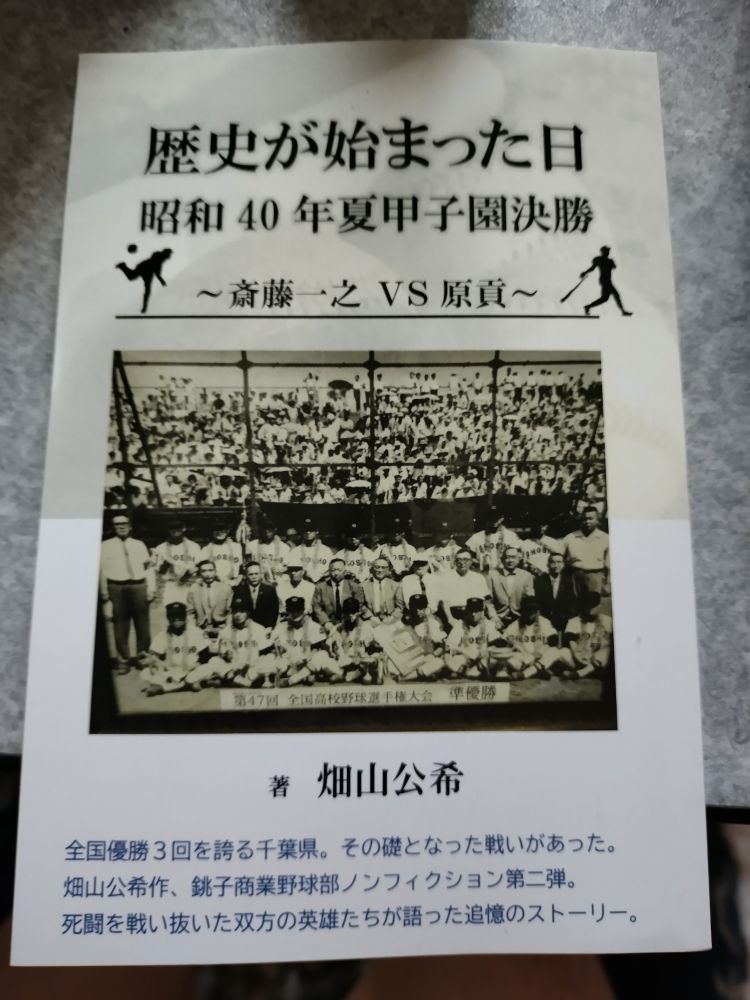 歴史が始まった日
昭和40年夏甲子園決勝
～斎藤一之 VS 原貢～
第47回 全国高校野球選手権大会 準優勝
著 畑山公希
全国優勝３回を誇る千葉県。その礎となった戦いがあった。
畑山公希作、銚子商業野球部ノンフィクション第二弾。
死闘を戦い抜いた双方の英雄たちが語った追憶のストーリー。